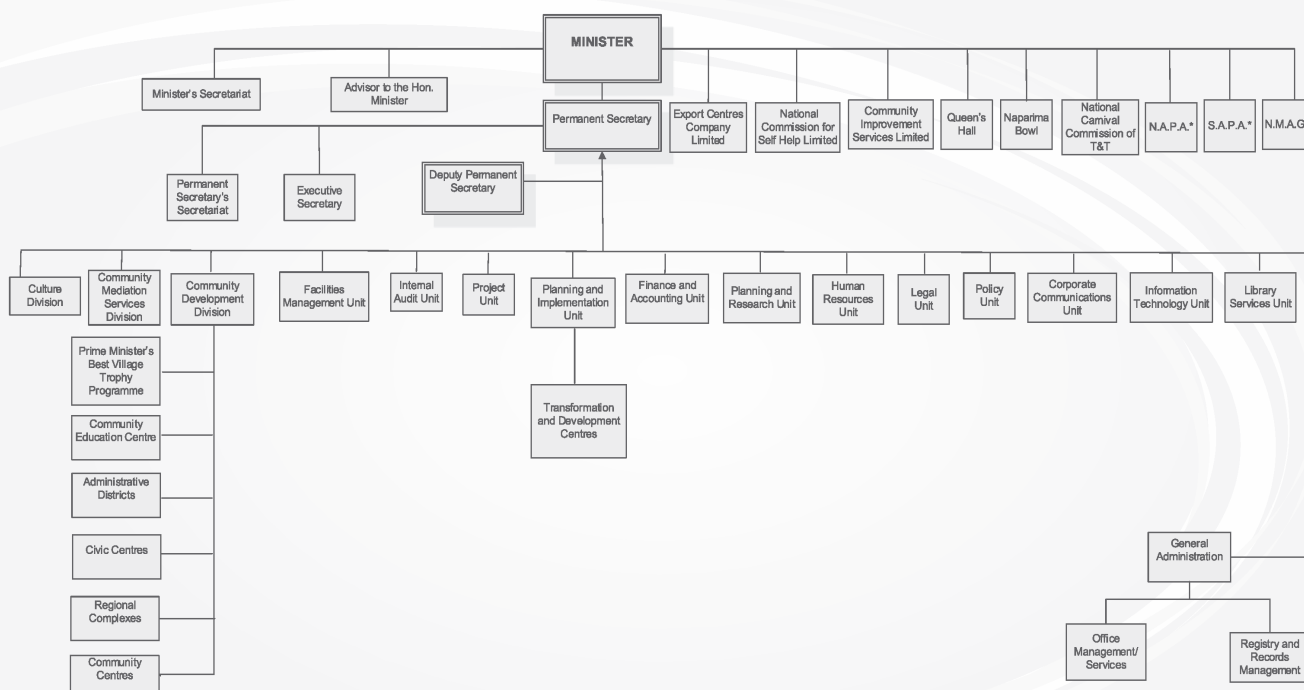 MINISTER
Minister's Secretariat
Advisor to the Hon.
Minister
Permanent Secretary
Export Centres
Company
Limited
National
Commission for
Self Help Limited
Community
Improvement
Services Limited
Queen's
Hall
Naparima
Bowl
National
Carnival
Commission of
T&T
N.A.P.A.*
S.A.P.A.*
N.M.A.G
Permanent
Secretary's
Secretariat
Executive
Secretary
Deputy Permanent
Secretary
Culture
Division
Community
Mediation
Services
Division
Community
Development
Division
Facilities
Management Unit
Internal
Audit Unit
Project
Unit
Planning and
Implementation
Unit
Finance and
Accounting Unit
Planning and
Research Unit
Human
Resources
Unit
Legal
Unit
Policy
Unit
Corporate
Communications
Unit
Information
Technology Unit
Library
Services Unit
Prime Minister's
Best Village
Trophy
Programme
Community
Education Centre
Administrative
Districts
Civic Centres
Regional
Complexes
Community
Centres
Transformation
and Development
Centres
General
Administration
Office
Management/
Services
Registry and
Records
Management